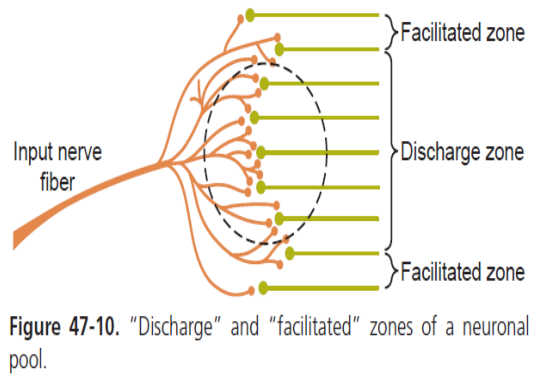 Facilitated zone
Input nerve
fiber
Discharge zone
Facilitated zone
Figure 47-10. “Discharge” and “facilitated” zones of a neuronal
pool.